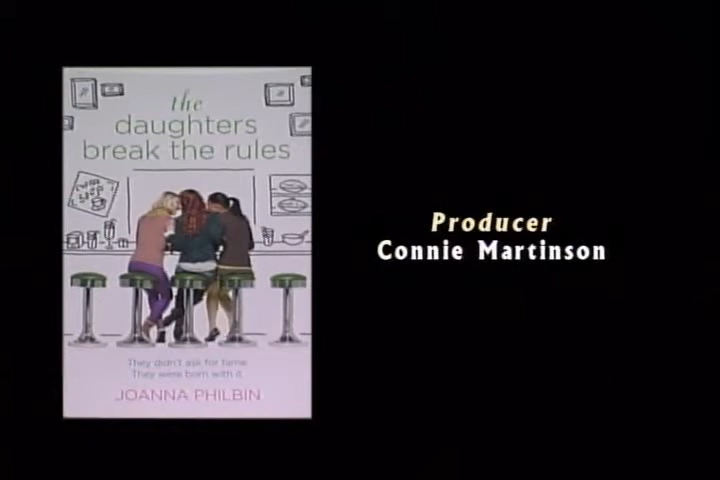 the
daughters
break the rules
They didn't ask for fame.
They were born with it.
JOANNA PHILBIN
Producer
Connie Martinson